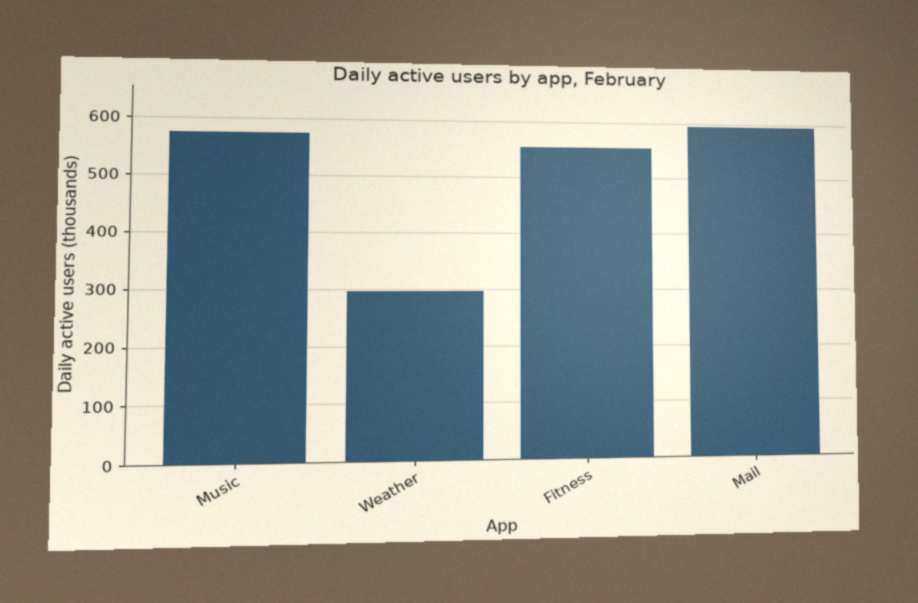 Daily active users by app, February
Daily active users (thousands)
600
500
400
300
200
100
0
Music
Weather
Fitness
Mail
App